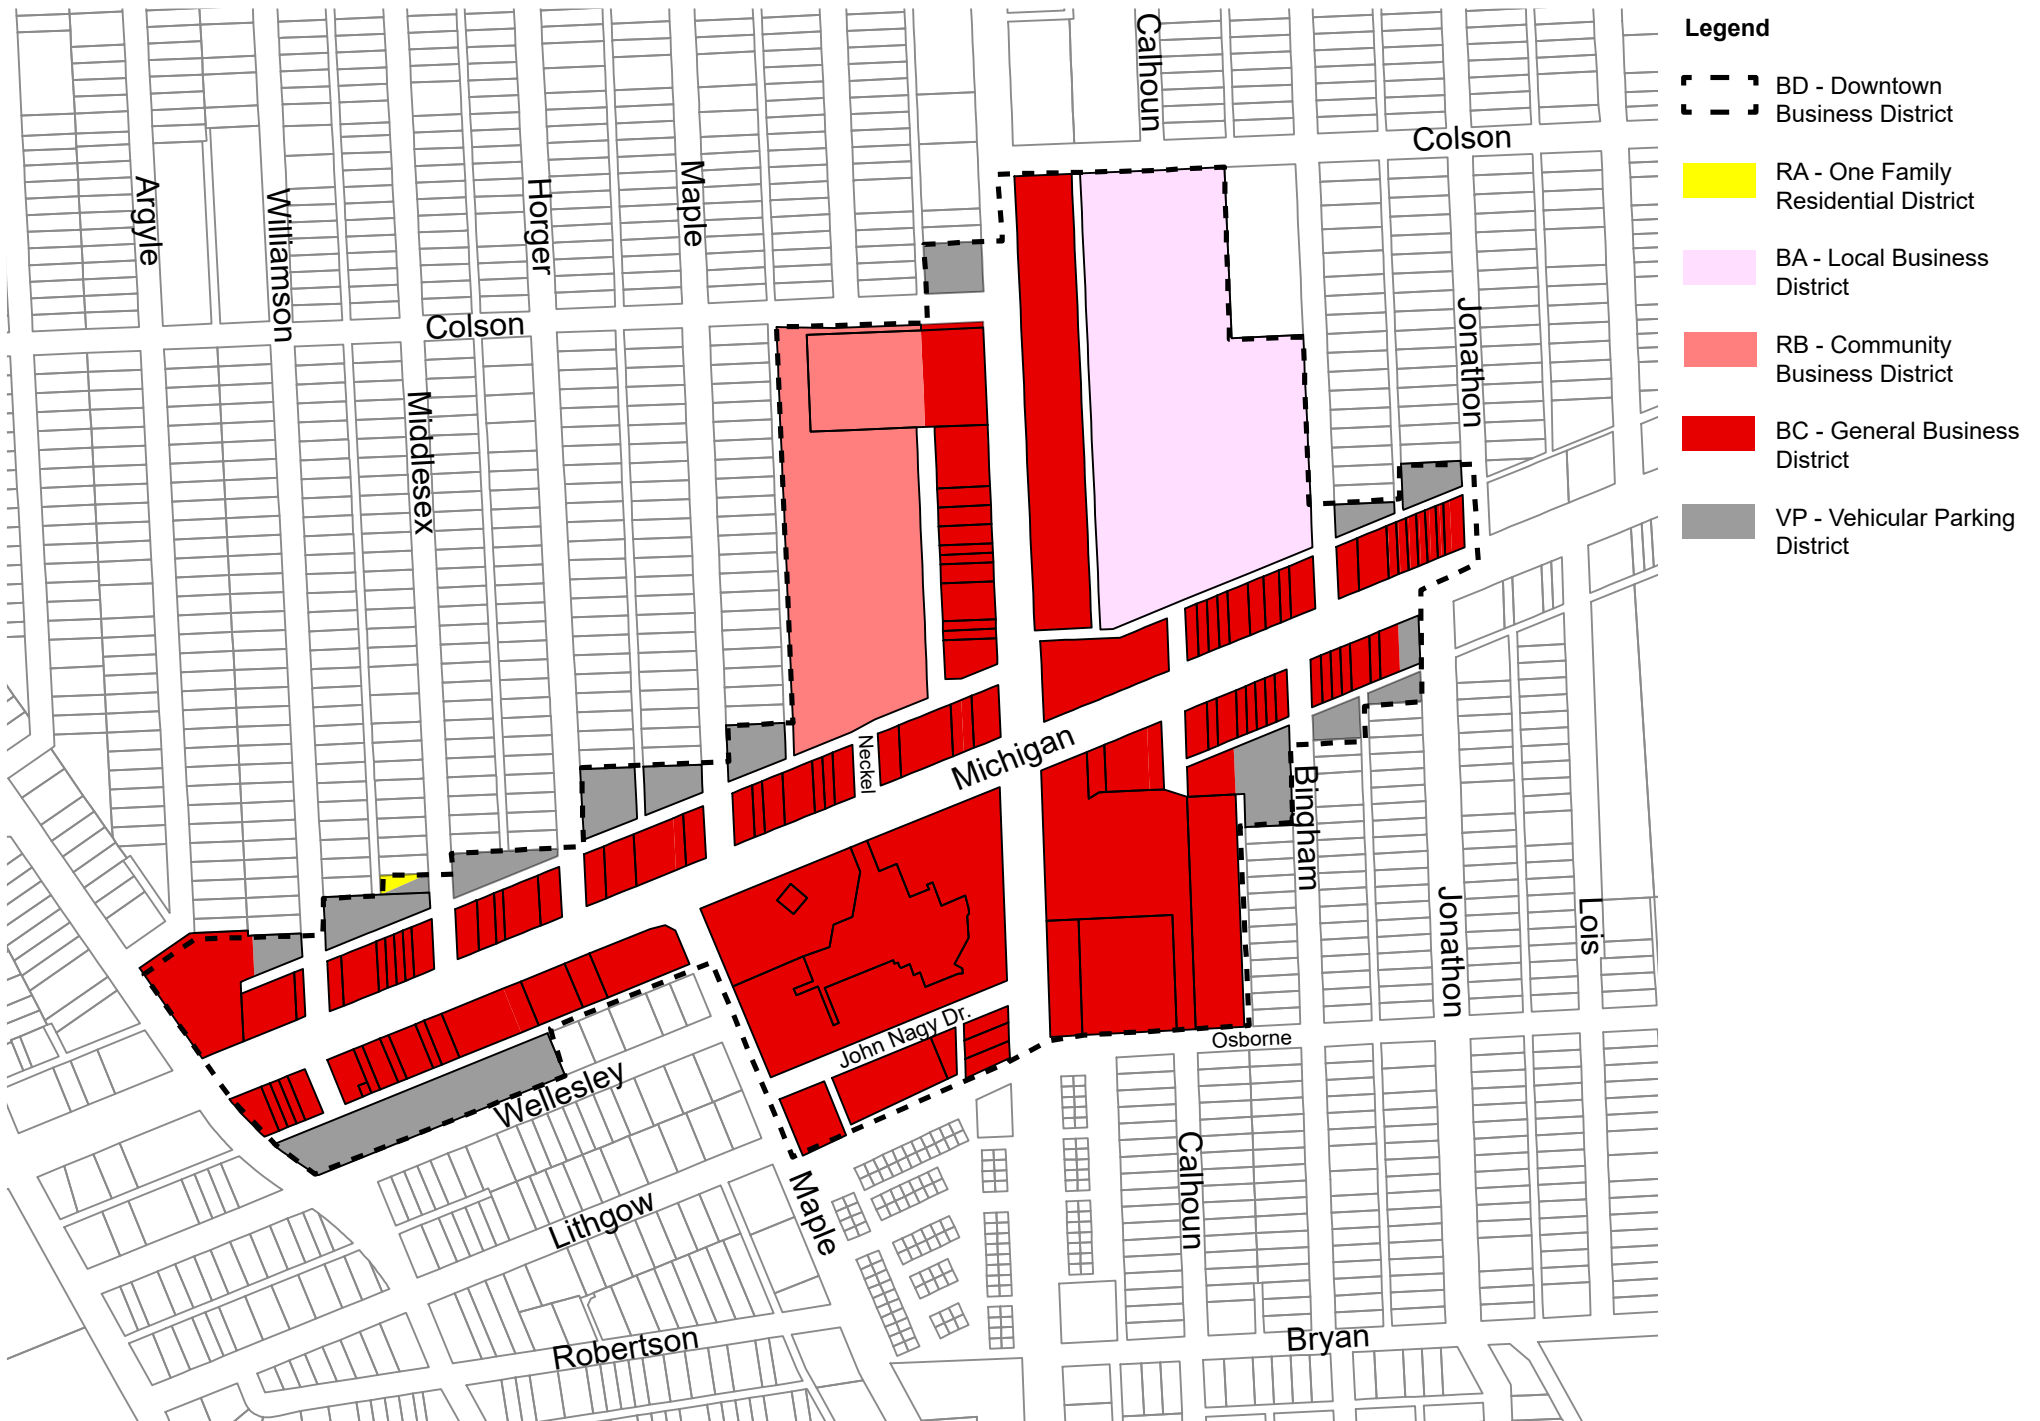 Legend
BD - Downtown
Business District
RA - One Family
Residential District
BA - Local Business
District
RB - Community
Business District
BC - General Business
District
VP - Vehicular Parking
District
Calhoun
Colson
Argyle
Williamson
Horger
Maple
Colson
Jonathon
Middlesex
Neckel
Michigan
Bingham
Jonathon
Lois
John Nagy Dr.
Osborne
Wellesley
Calhoun
Maple
Lithgow
Robertson
Bryan